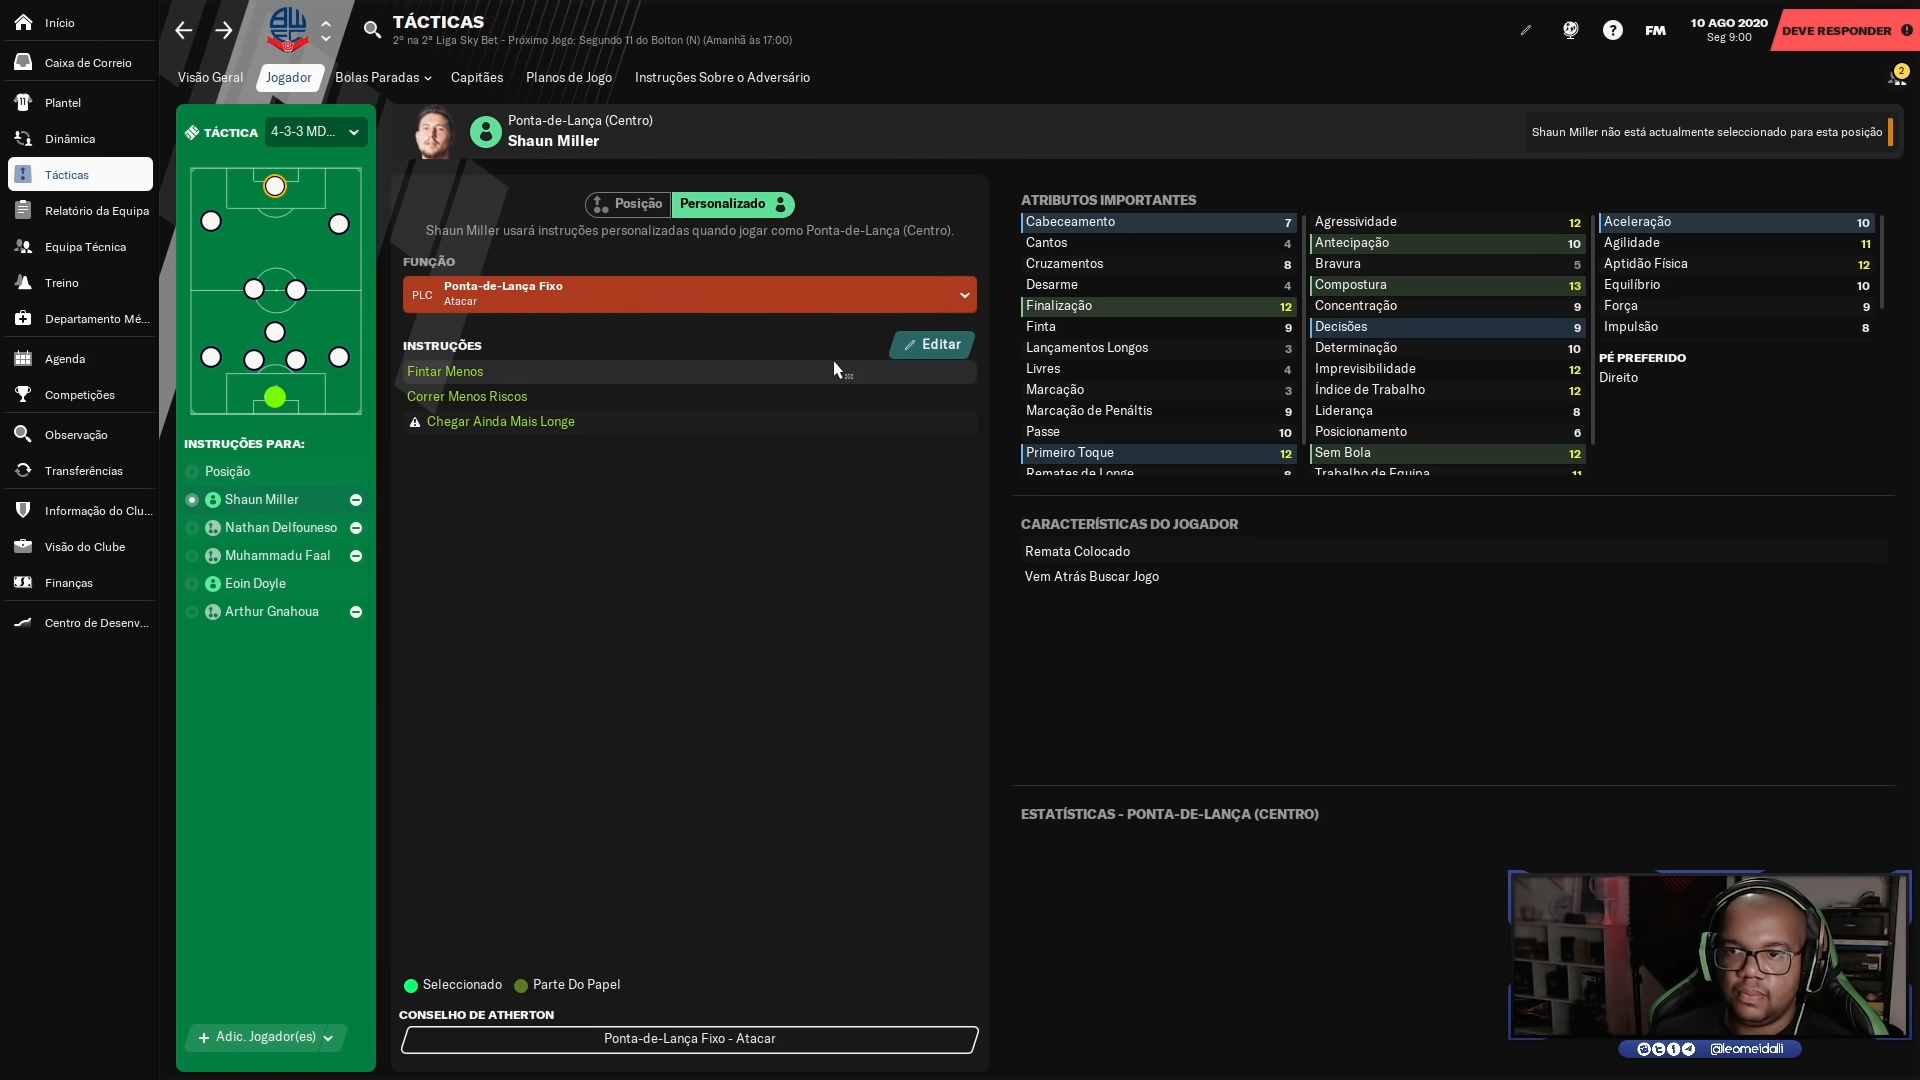 Início
Caixa de Correio
Plantel
Dinâmica
Tácticas
Relatório da Equipa
Equipa Técnica
Treino
Departamento Mé...
Agenda
Competições
Observação
Transferências
Informação do Clu...
Visão do Clube
Finanças
Centro de Desenv...
TÁCTICAS
2º na 2ª Liga Sky Bet - Próximo Jogo: Segundo 11 do Bolton (N) (Amanhã às 17:00)
FM
10 AGO 2020
Seg 9:00
DEVE RESPONDER
2
Visão Geral
Jogador
Bolas Paradas
Capitães
Planos de Jogo
Instruções Sobre o Adversário
TÁCTICA
4-3-3 MD...
INSTRUÇÕES PARA:
Posição
Shaun Miller
Nathan Delfouneso
Muhammadu Faal
Eoin Doyle
Arthur Gnahoua
Adic. Jogador(es)
Ponta-de-Lança (Centro)
Shaun Miller
Shaun Miller não está actualmente seleccionado para esta posição
Posição
Personalizado
Shaun Miller usará instruções personalizadas quando jogar como Ponta-de-Lança (Centro).
FUNÇÃO
PLC
Ponta-de-Lança Fixo
Atacar
INSTRUÇÕES
Editar
Fintar Menos
Correr Menos Riscos
Chegar Ainda Mais Longe
Seleccionado
Parte Do Papel
CONSELHO DE ATHERTON
Ponta-de-Lança Fixo - Atacar
ATRIBUTOS IMPORTANTES
Cabeceamento 7
Cantos 4
Cruzamentos 8
Desarme 4
Finalização 12
Finta 9
Lançamentos Longos 3
Livres 4
Marcação 3
Marcação de Penáltis 9
Passe 10
Primeiro Toque 12
Remates de Longe 8
Agressividade 12
Antecipação 10
Bravura 5
Compostura 13
Concentração 9
Decisões 9
Determinação 10
Imprevisibilidade 12
Índice de Trabalho 12
Liderança 8
Posicionamento 6
Sem Bola 12
Trabalho de Equipa 11
Aceleração 10
Agilidade 11
Aptidão Física 12
Equilíbrio 10
Força 9
Impulsão 8
PÉ PREFERIDO
Direito
CARACTERÍSTICAS DO JOGADOR
Remata Colocado
Vem Atrás Buscar Jogo
ESTATÍSTICAS - PONTA-DE-LANÇA (CENTRO)
@leomeidalli